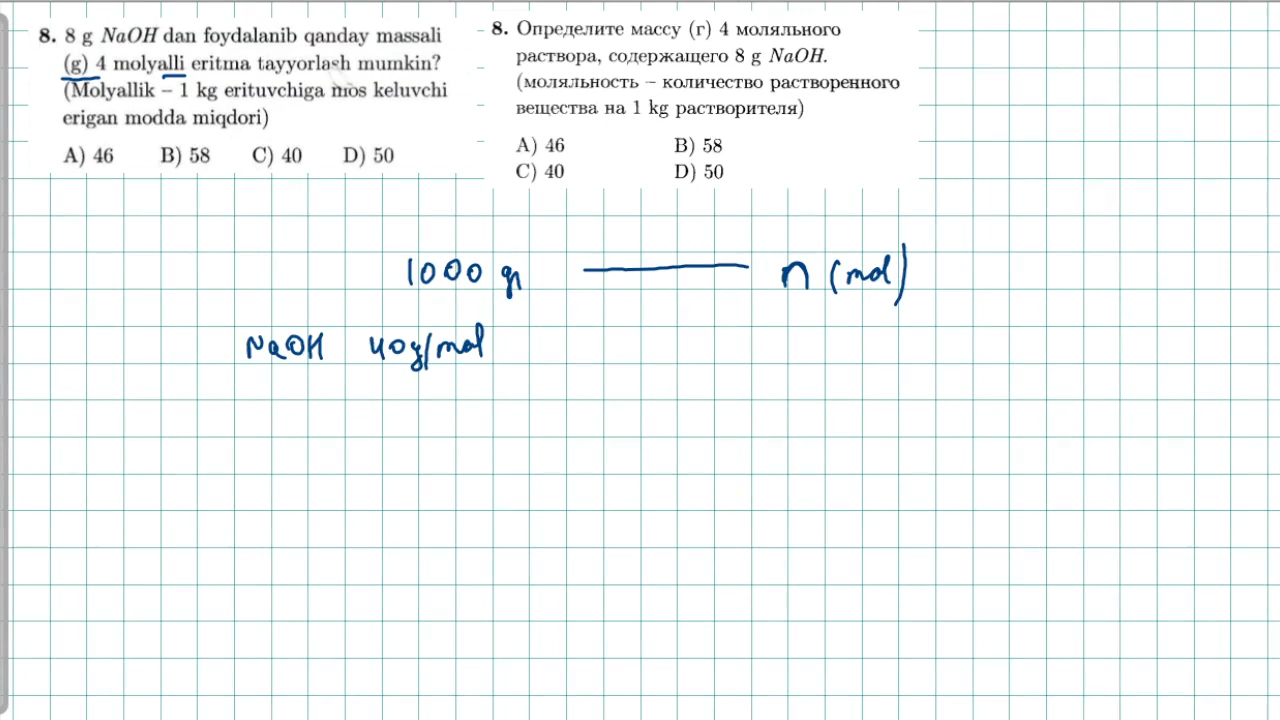 8. 8 g NaOH dan foydalanib qanday massali
(g) 4 molyalli eritma tayyorlash mumkin?
(Molyallik – 1 kg erituvchiga mos keluvchi
erigan modda miqdori)
A) 46 B) 58 C) 40 D) 50
8. Определите массу (г) 4 моляльного
раствора, содержащего 8 g NaOH.
(моляльность – количество растворенного
вещества на 1 kg растворителя)
A) 46 B) 58
C) 40 D) 50
1000 g — n (mol)
NaOH 40g/mol